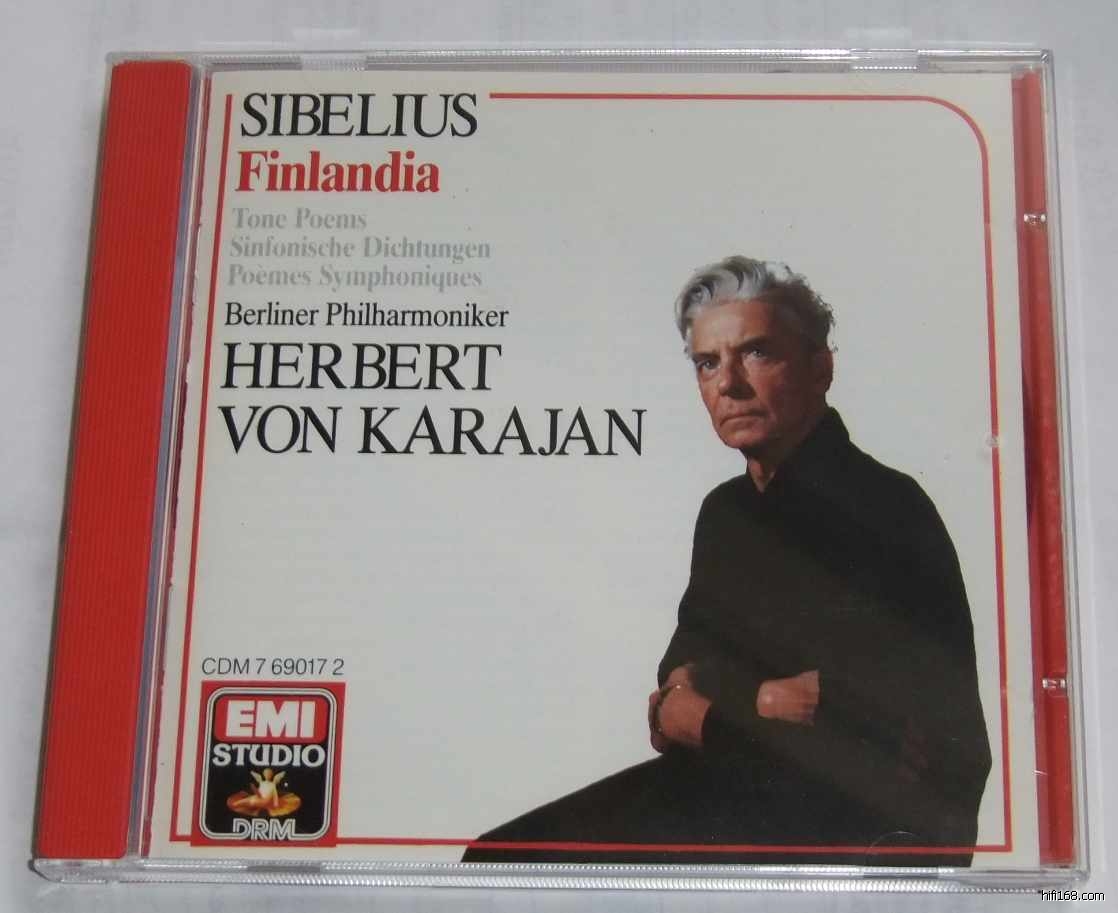 SIBELIUS
Finlandia
Tone Poems
Sinfonische Dichtungen
Poèmes Symphoniques
Berliner Philharmoniker
HERBERT
VON KARAJAN
CDM 7 69017 2
EMI
STUDIO
DRM
hifi168.com